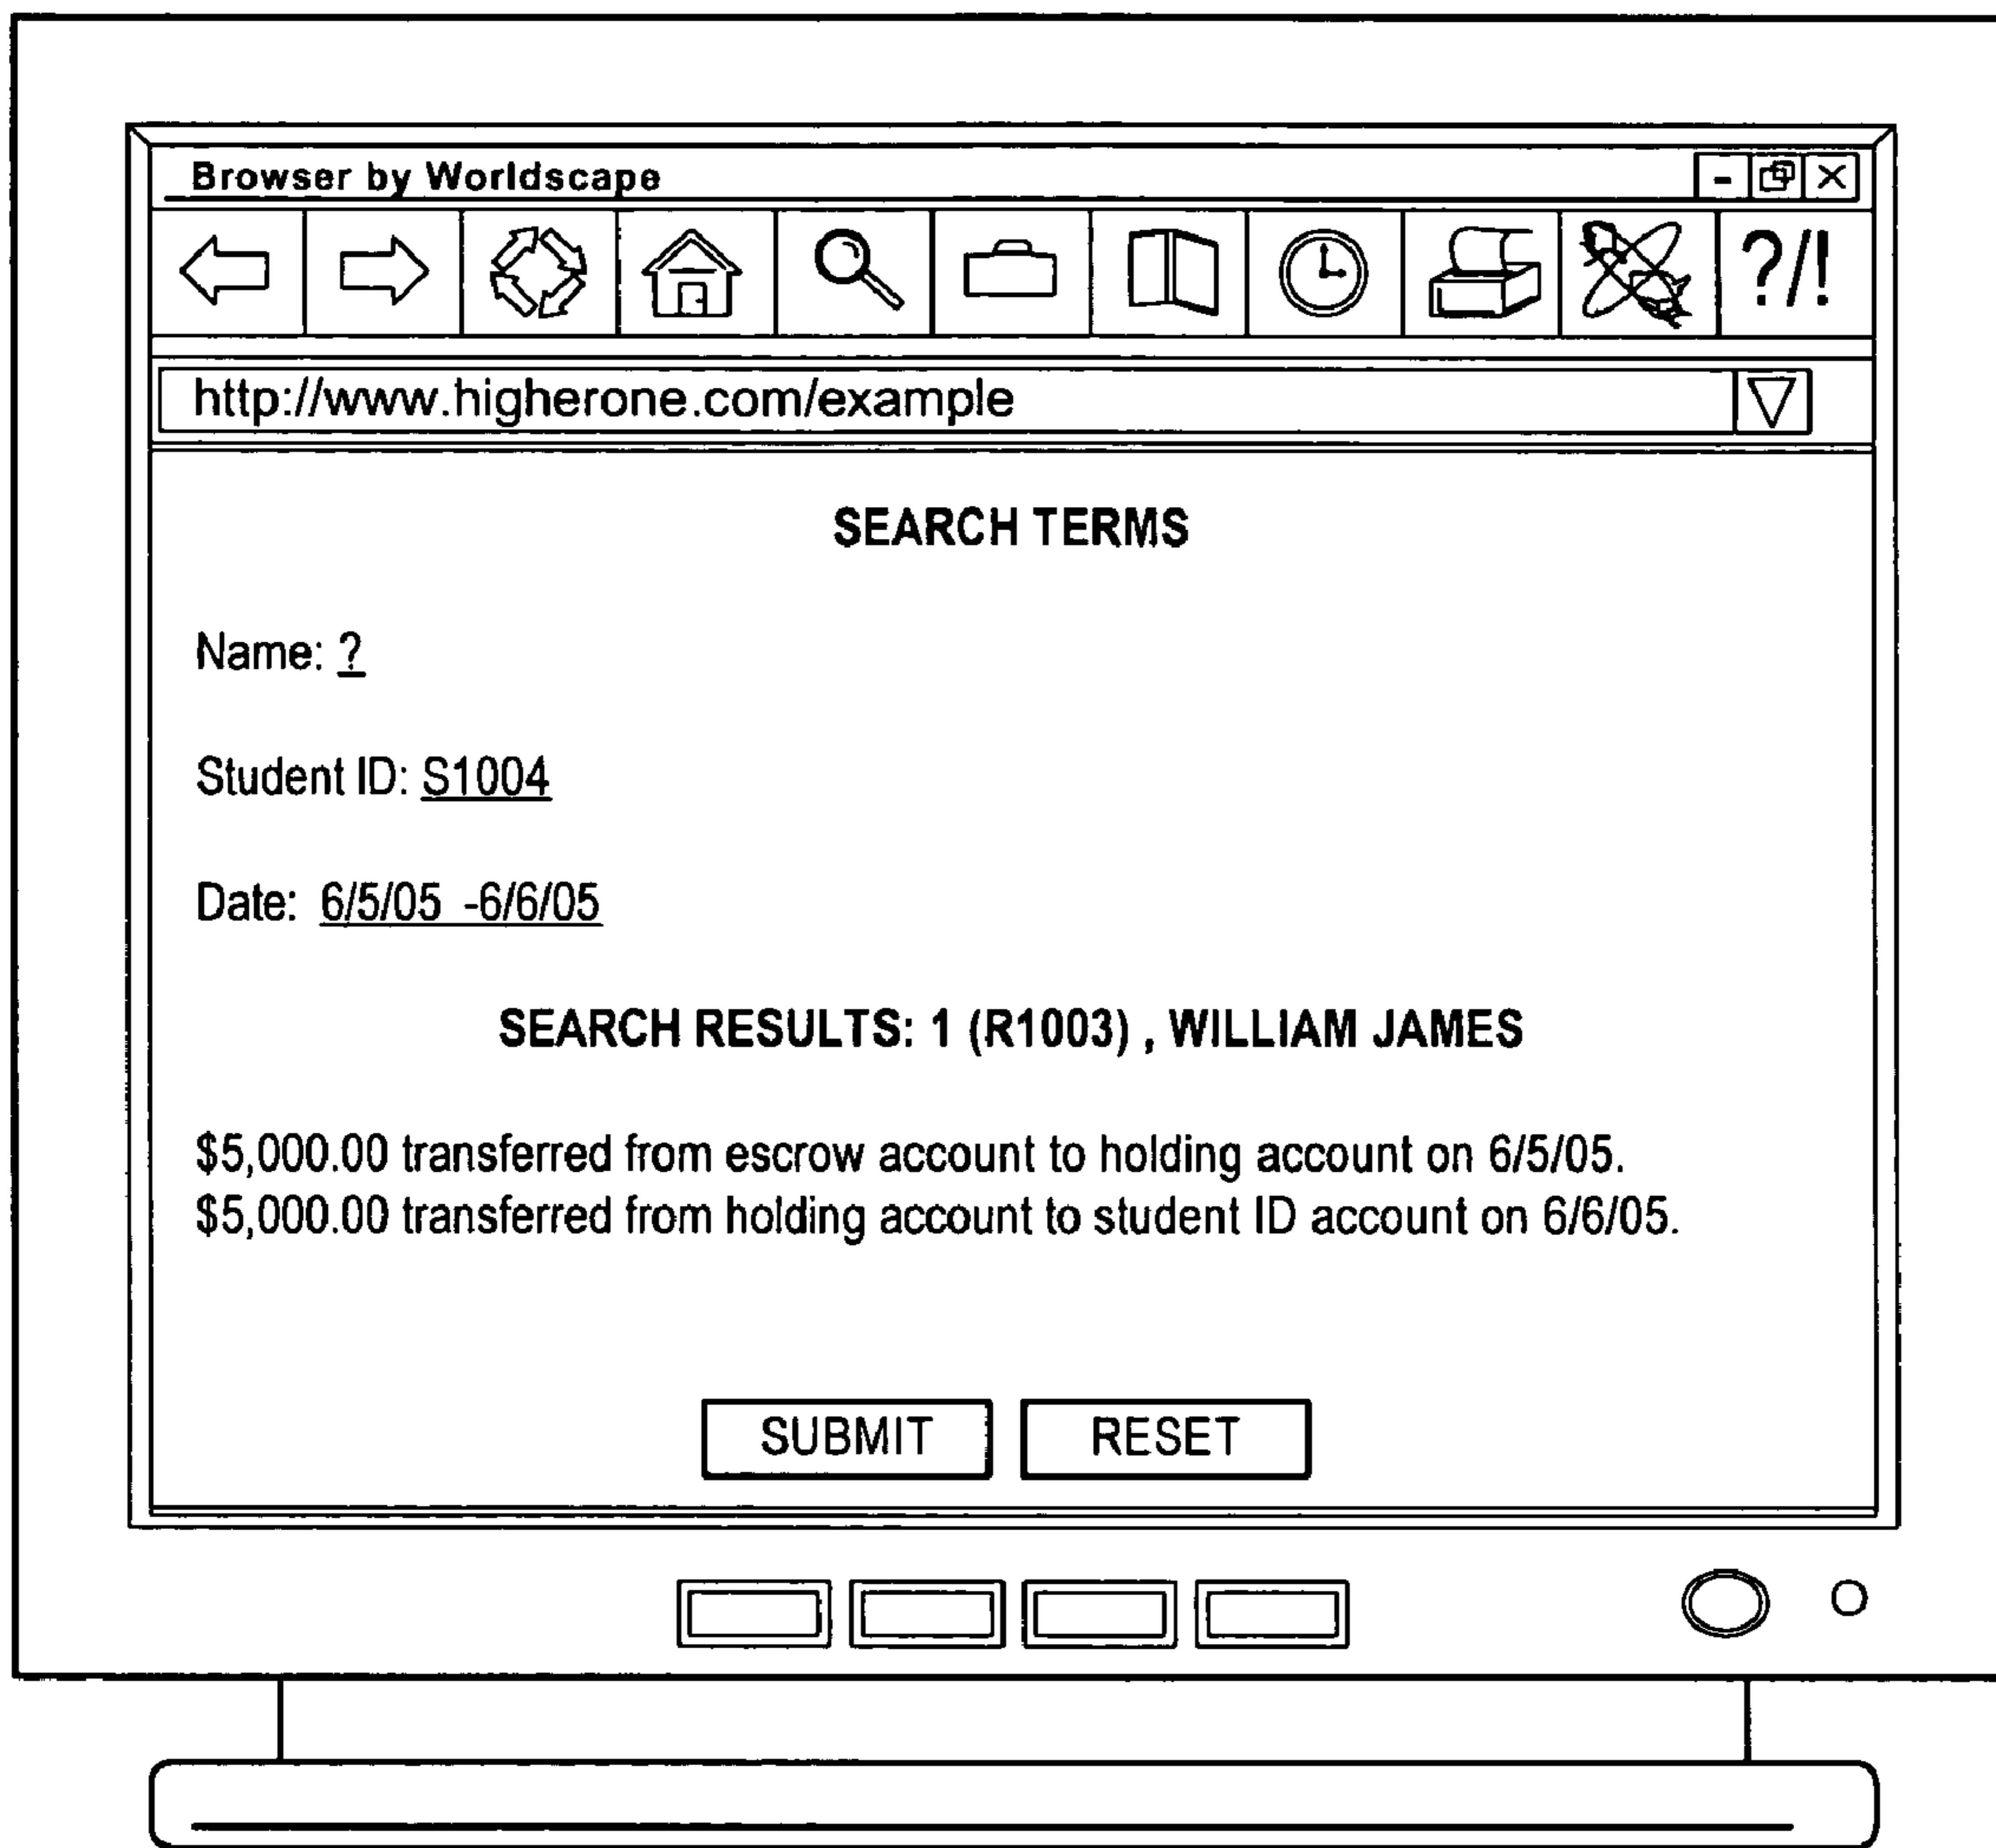 Browser by Worldscape
?/!
http://www.higherone.com/example
SEARCH TERMS
Name: ?
Student ID: S1004
Date: 6/5/05 -6/6/05
SEARCH RESULTS: 1 (R1003) , WILLIAM JAMES
$5,000.00 transferred from escrow account to holding account on 6/5/05.
$5,000.00 transferred from holding account to student ID account on 6/6/05.
SUBMIT RESET